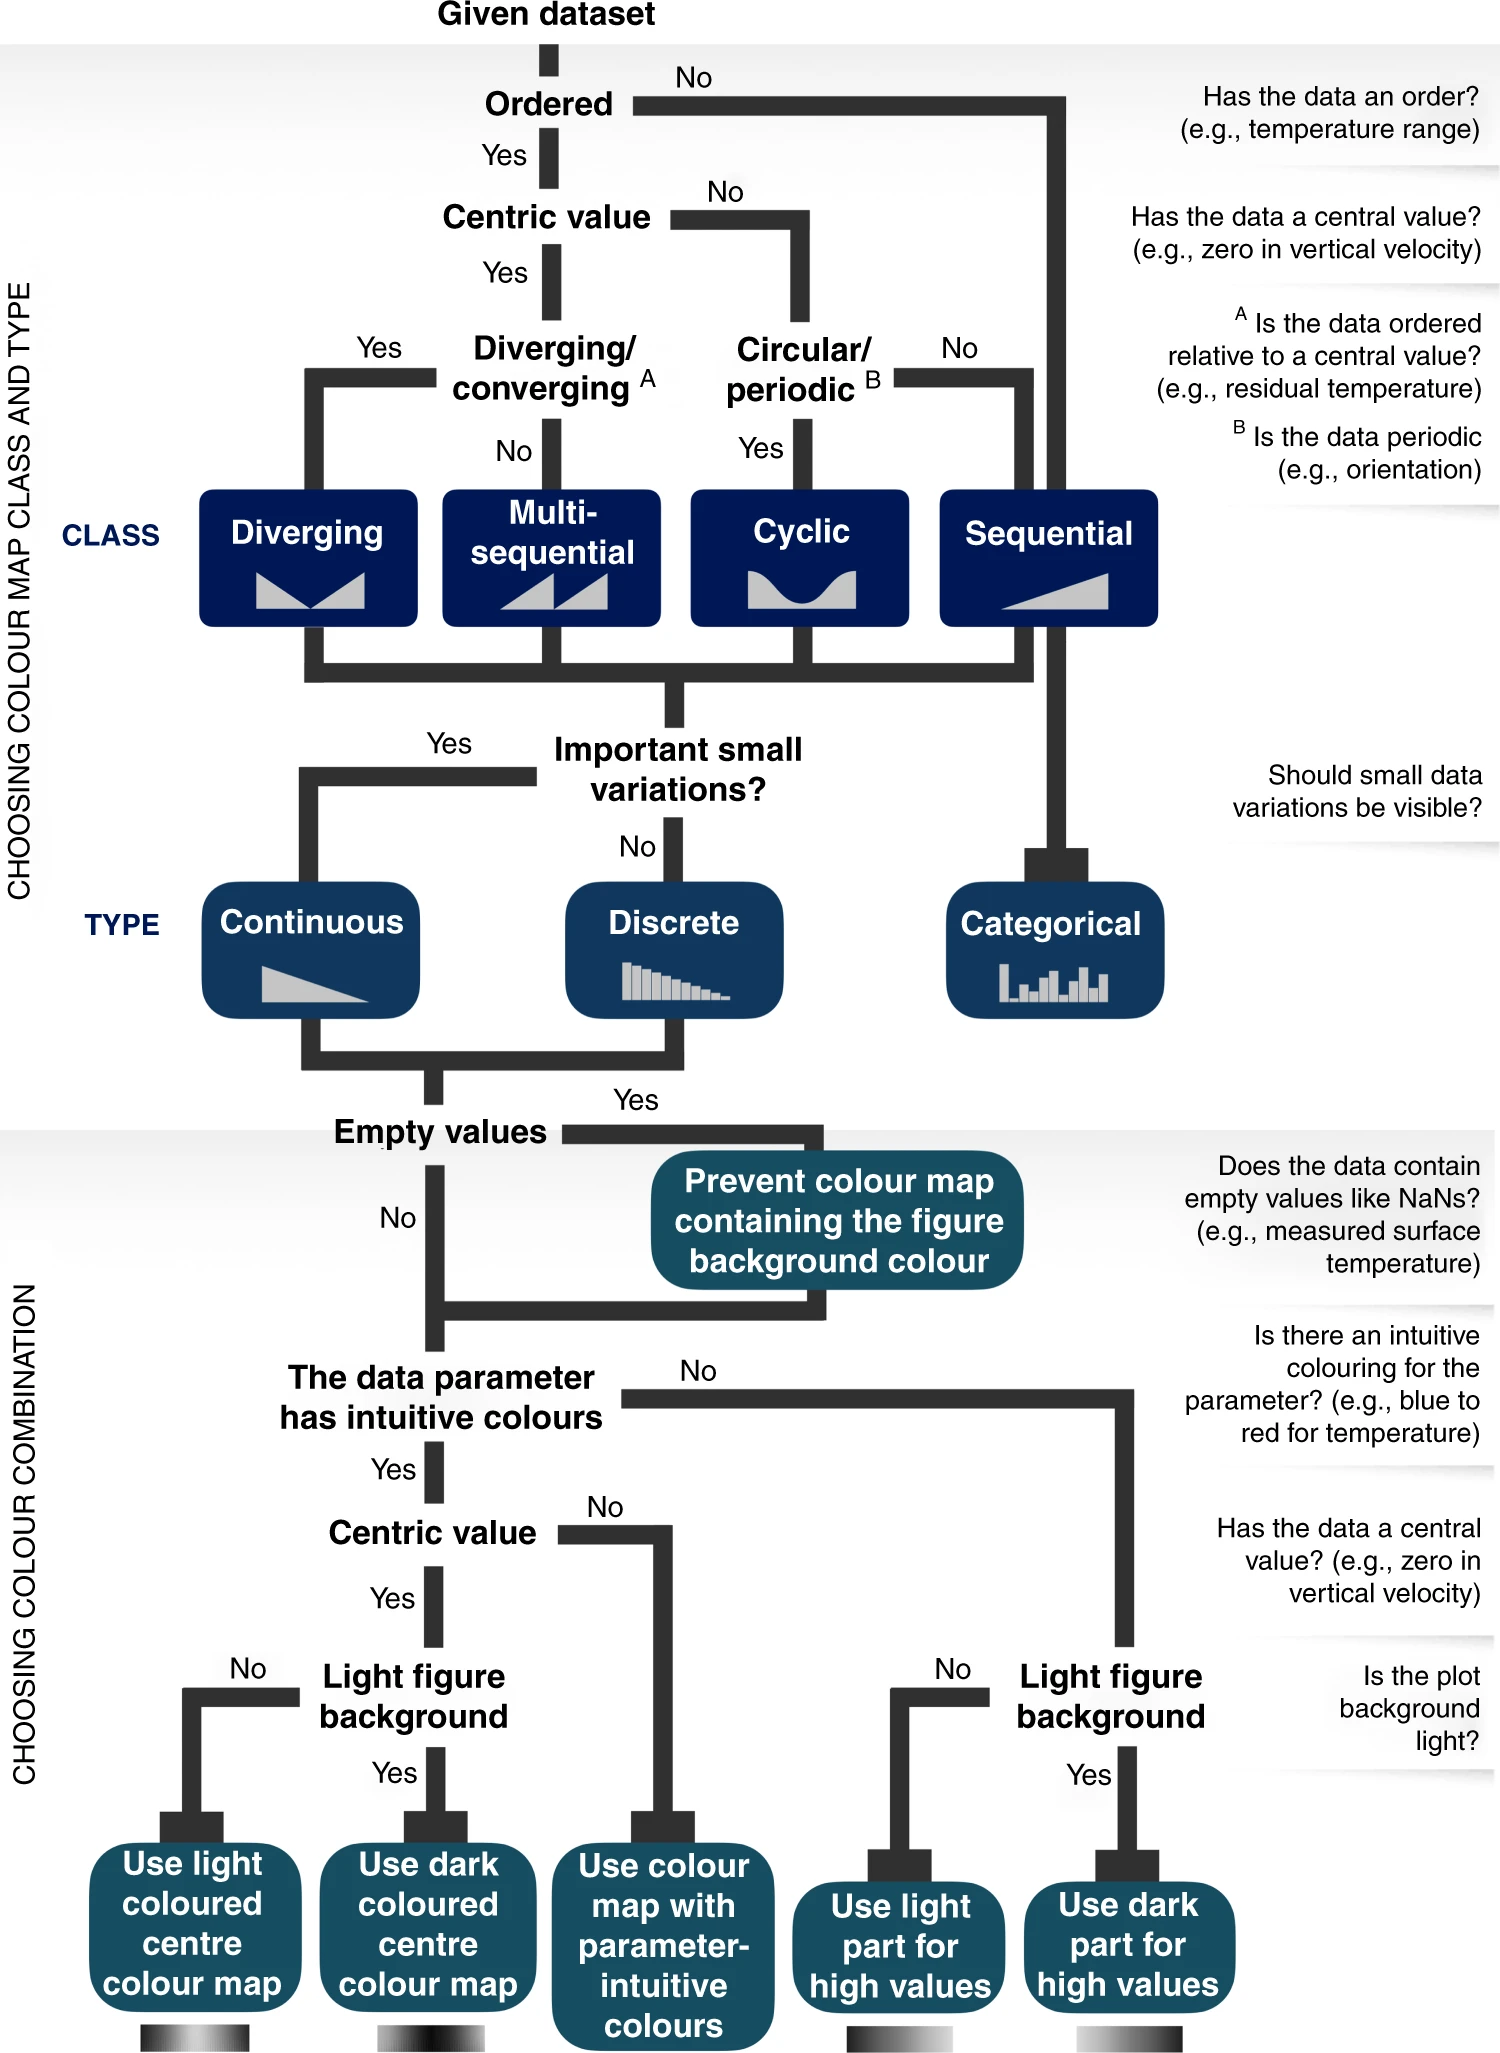 Given dataset
No
Ordered
Has the data an order?
(e.g., temperature range)
Yes
No
Centric value
Has the data a central value?
(e.g., zero in vertical velocity)
Yes
A Is the data ordered
relative to a central value?
(e.g., residual temperature)
B Is the data periodic
(e.g., orientation)
Yes
Diverging/
converging A
Circular/
periodic B
No
No
Yes
CHOOSING COLOUR MAP CLASS AND TYPE
CLASS
Diverging
Multi-
sequential
Cyclic
Sequential
Yes
Important small
variations?
Should small data
variations be visible?
No
TYPE
Continuous
Discrete
Categorical
Yes
Empty values
Prevent colour map
containing the figure
background colour
Does the data contain
empty values like NaNs?
(e.g., measured surface
temperature)
No
CHOOSING COLOUR COMBINATION
The data parameter
has intuitive colours
No
Is there an intuitive
colouring for the
parameter? (e.g., blue to
red for temperature)
Yes
Centric value
No
Has the data a central
value? (e.g., zero in
vertical velocity)
Yes
No
Light figure
background
No
Light figure
background
Is the plot
background
light?
Yes
Yes
Use light
coloured
centre
colour map
Use dark
coloured
centre
colour map
Use colour
map with
parameter-
intuitive
colours
Use light
part for
high values
Use dark
part for
high values